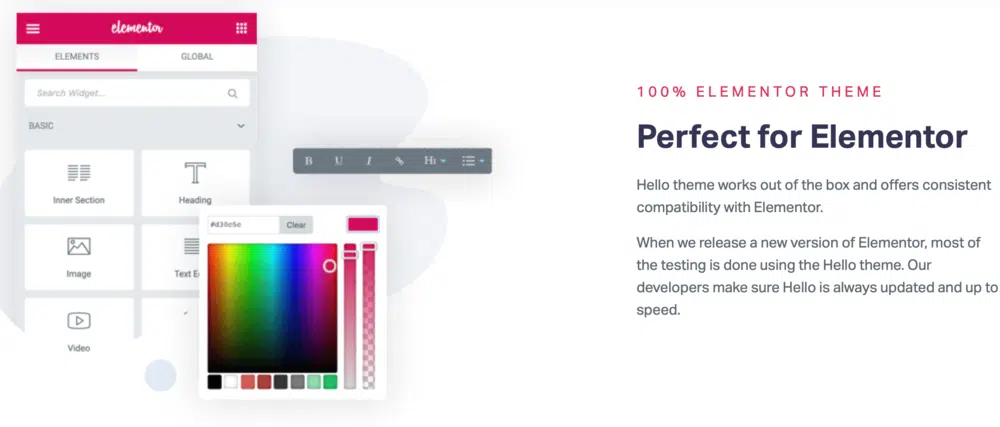 elementor
ELEMENTS GLOBAL
Search Widget...
BASIC
Inner Section
Heading
Image
Video
B U I H1
#d30c5c Clear
100% ELEMENTOR THEME
Perfect for Elementor
Hello theme works out of the box and offers consistent
compatibility with Elementor.
When we release a new version of Elementor, most of
the testing is done using the Hello theme. Our
developers make sure Hello is always updated and up to
speed.